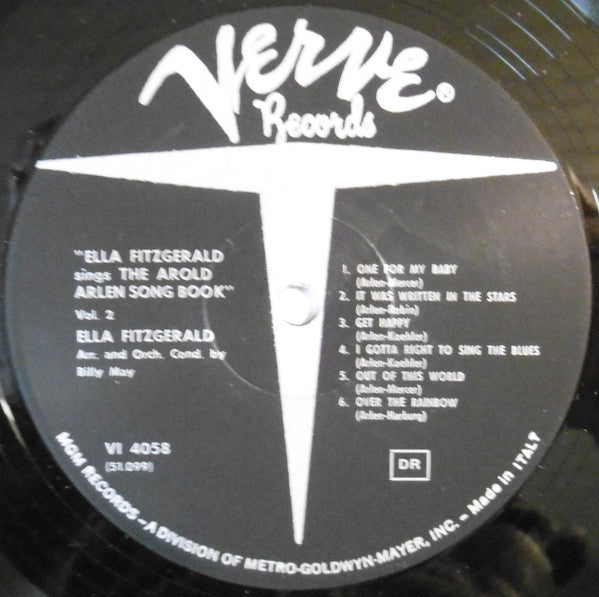 Verve ®
Records
"ELLA FITZGERALD
sings THE AROLD
ARLEN SONG BOOK"
Vol. 2
ELLA FITZGERALD
Arr. and Orch. Cond. by
Billy May
VI 4058
(51.099)
1. ONE FOR MY BABY
(Arlen-Mercer)
2. IT WAS WRITTEN IN THE STARS
(Arlen-Robin)
3. GET HAPPY
(Arlen-Koehler)
4. I GOTTA RIGHT TO SING THE BLUES
(Arlen-Koehler)
5. OUT OF THIS WORLD
(Arlen-Mercer)
6. OVER THE RAINBOW
(Arlen-Harburg)
DR
MGM RECORDS – A DIVISION OF METRO-GOLDWYN-MAYER, INC. – Made in ITALY